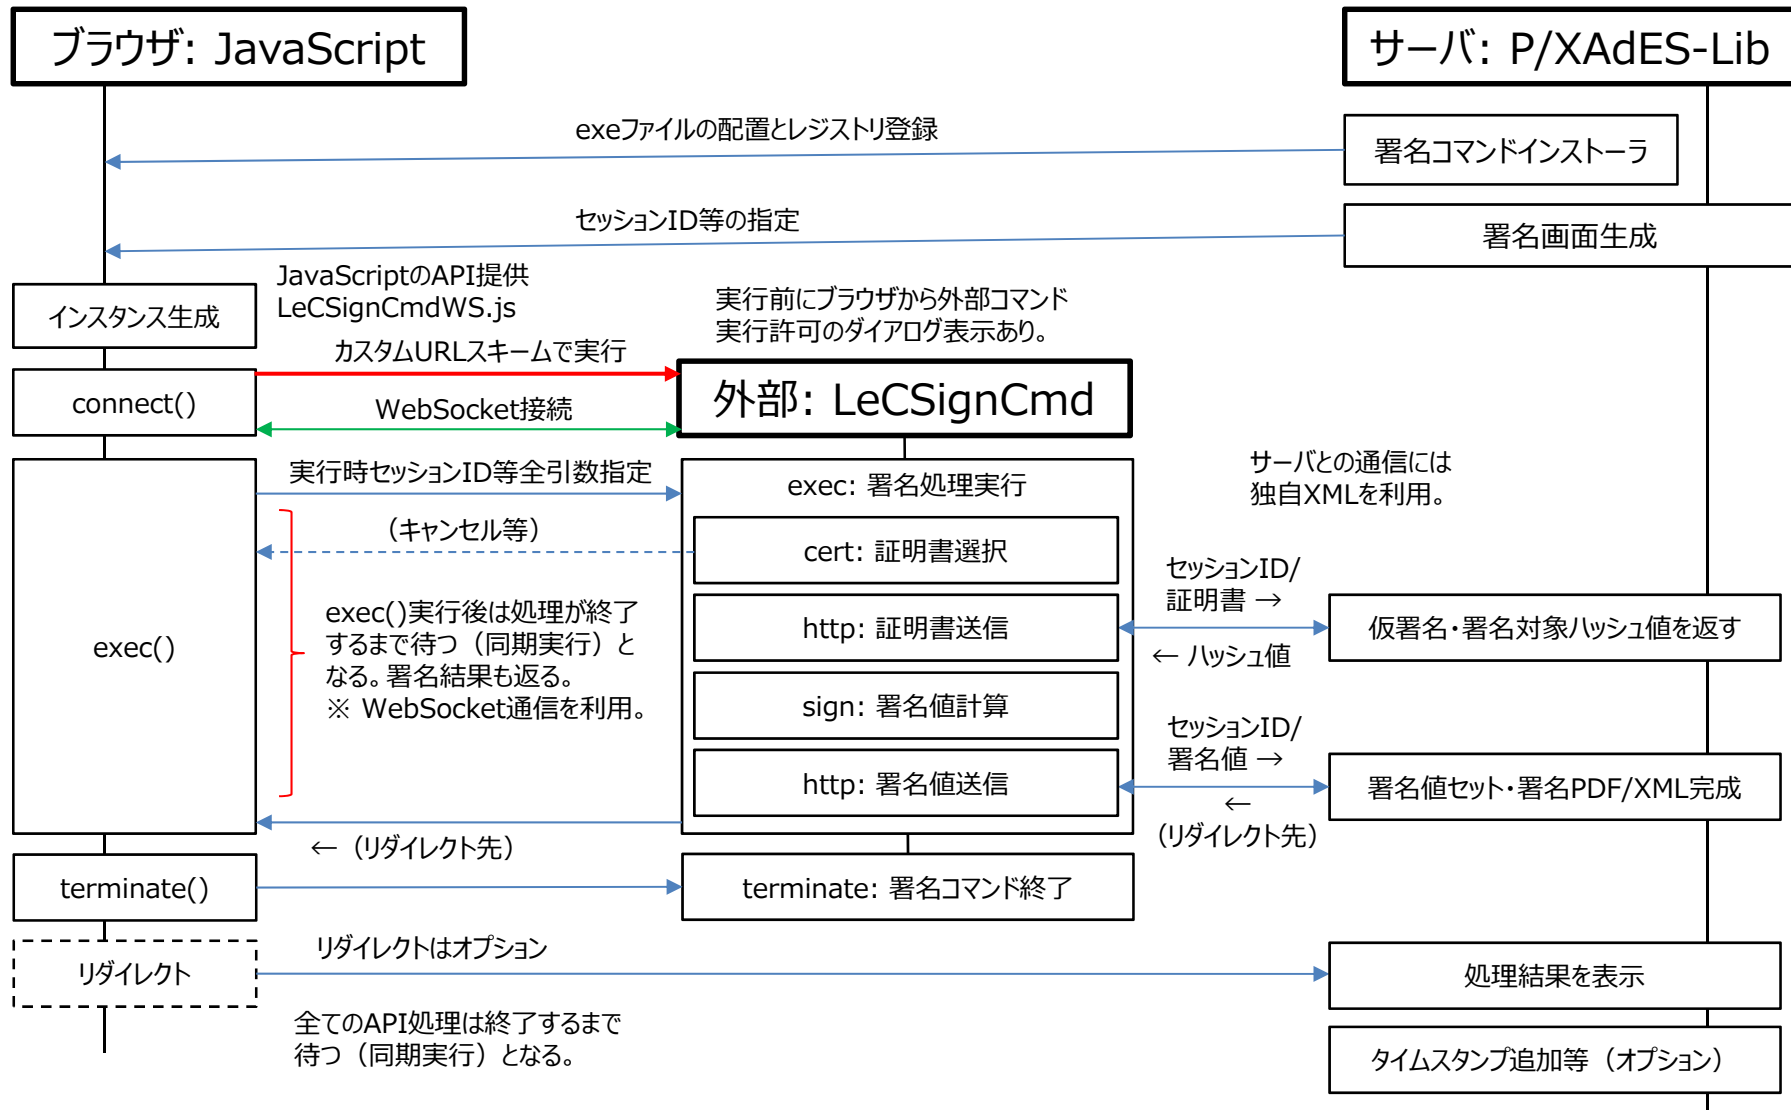 ブラウザ: JavaScript
サーバ: P/XAdES-Lib
exeファイルの配置とレジストリ登録
署名コマンドインストーラ
セッションID等の指定
署名画面生成
JavaScriptのAPI提供
LeCSignCmdWS.js
インスタンス生成
実行前にブラウザから外部コマンド
実行許可のダイアログ表示あり。
カスタムURLスキームで実行
connect()
WebSocket接続
外部: LeCSignCmd
実行時セッションID等全引数指定
exec: 署名処理実行
サーバとの通信には
独自XMLを利用。
（キャンセル等）
cert: 証明書選択
セッションID/
証明書 →
exec()
exec()実行後は処理が終了
するまで待つ（同期実行）と
なる。署名結果も返る。
※ WebSocket通信を利用。
http: 証明書送信
仮署名・署名対象ハッシュ値を返す
← ハッシュ値
sign: 署名値計算
セッションID/
署名値 →
http: 署名値送信
署名値セット・署名PDF/XML完成
←
（リダイレクト先）
←（リダイレクト先）
terminate()
terminate: 署名コマンド終了
リダイレクトはオプション
リダイレクト
処理結果を表示
全てのAPI処理は終了するまで
待つ（同期実行）となる。
タイムスタンプ追加等（オプション）